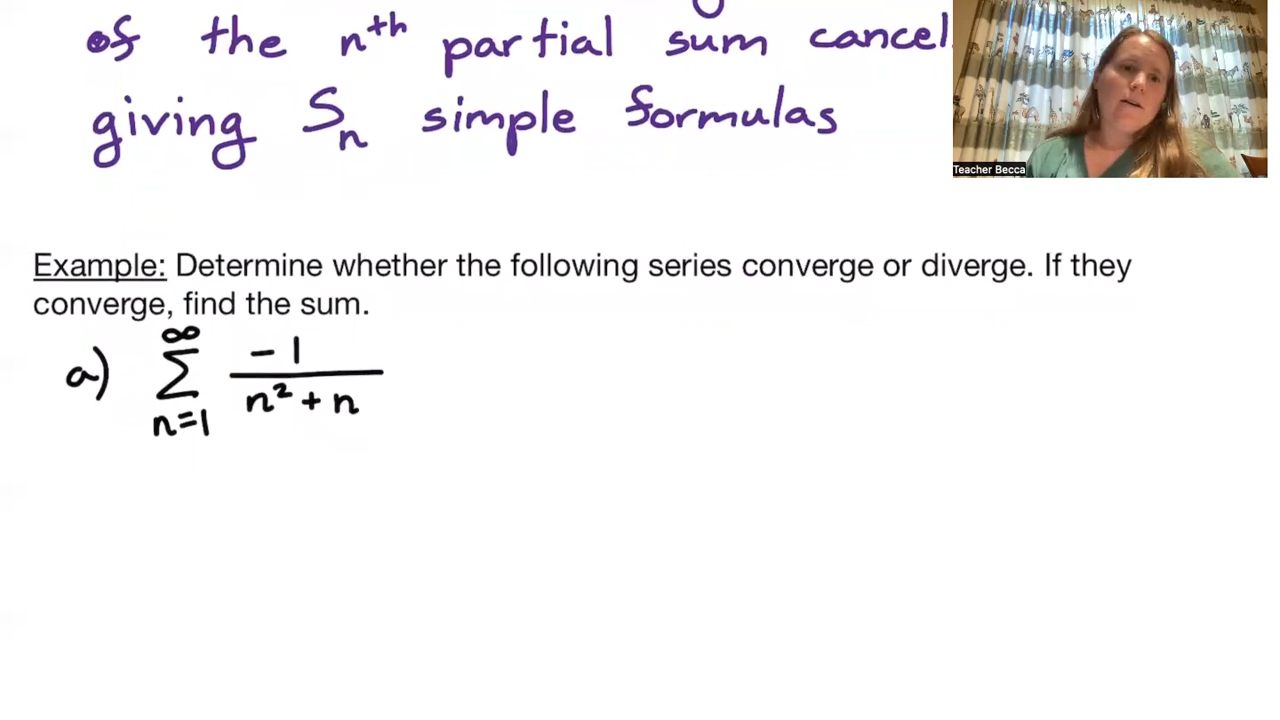 of the nth partial sum cancel
giving Sn simple formulas
Teacher Becca
Example: Determine whether the following series converge or diverge. If they
converge, find the sum.
a) ∞∑n=1 -1/(n² + n)